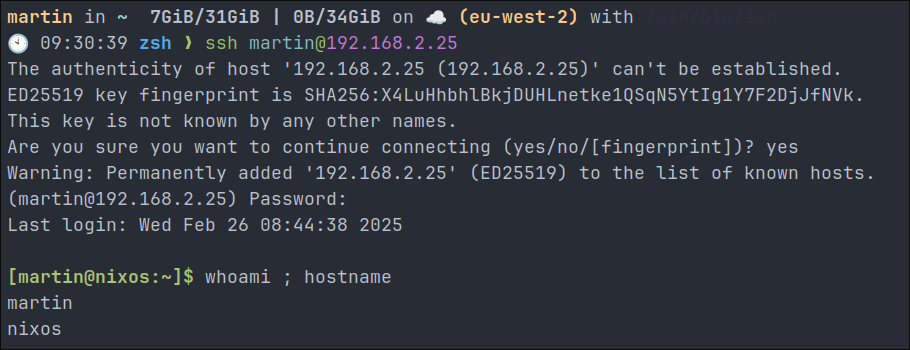 martin in ~ 7GiB/31GiB | 0B/34GiB on ☁️ (eu-west-2) with
🕙 09:30:39 zsh ❯ ssh martin@192.168.2.25
The authenticity of host '192.168.2.25 (192.168.2.25)' can't be established.
ED25519 key fingerprint is SHA256:X4LuHhbhlBkjDUHLnetke1QSqN5YtIg1Y7F2DjJfNVk.
This key is not known by any other names.
Are you sure you want to continue connecting (yes/no/[fingerprint])? yes
Warning: Permanently added '192.168.2.25' (ED25519) to the list of known hosts.
(martin@192.168.2.25) Password:
Last login: Wed Feb 26 08:44:38 2025
[martin@nixos:~]$ whoami ; hostname
martin
nixos